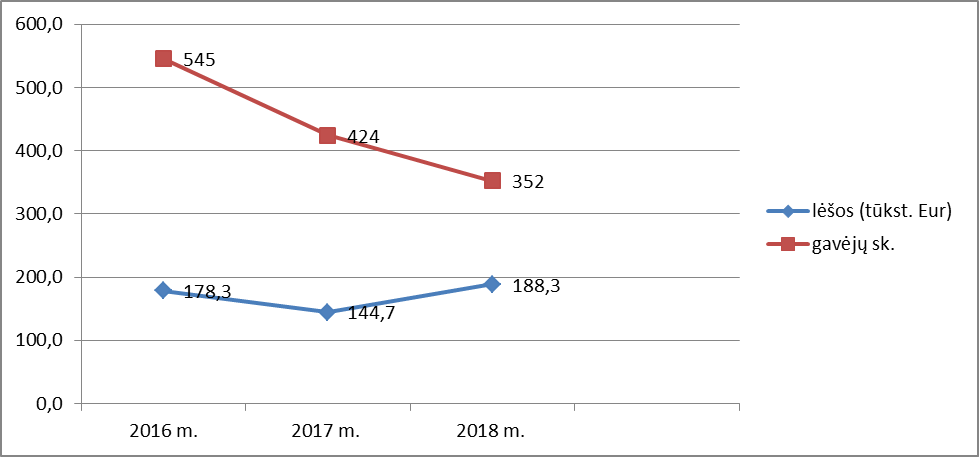 600,0
500,0
400,0
300,0
200,0
100,0
0,0
545
424
352
178,3
144,7
188,3
2016 m.
2017 m.
2018 m.
lėšos (tūkst. Eur)
gavėjų sk.